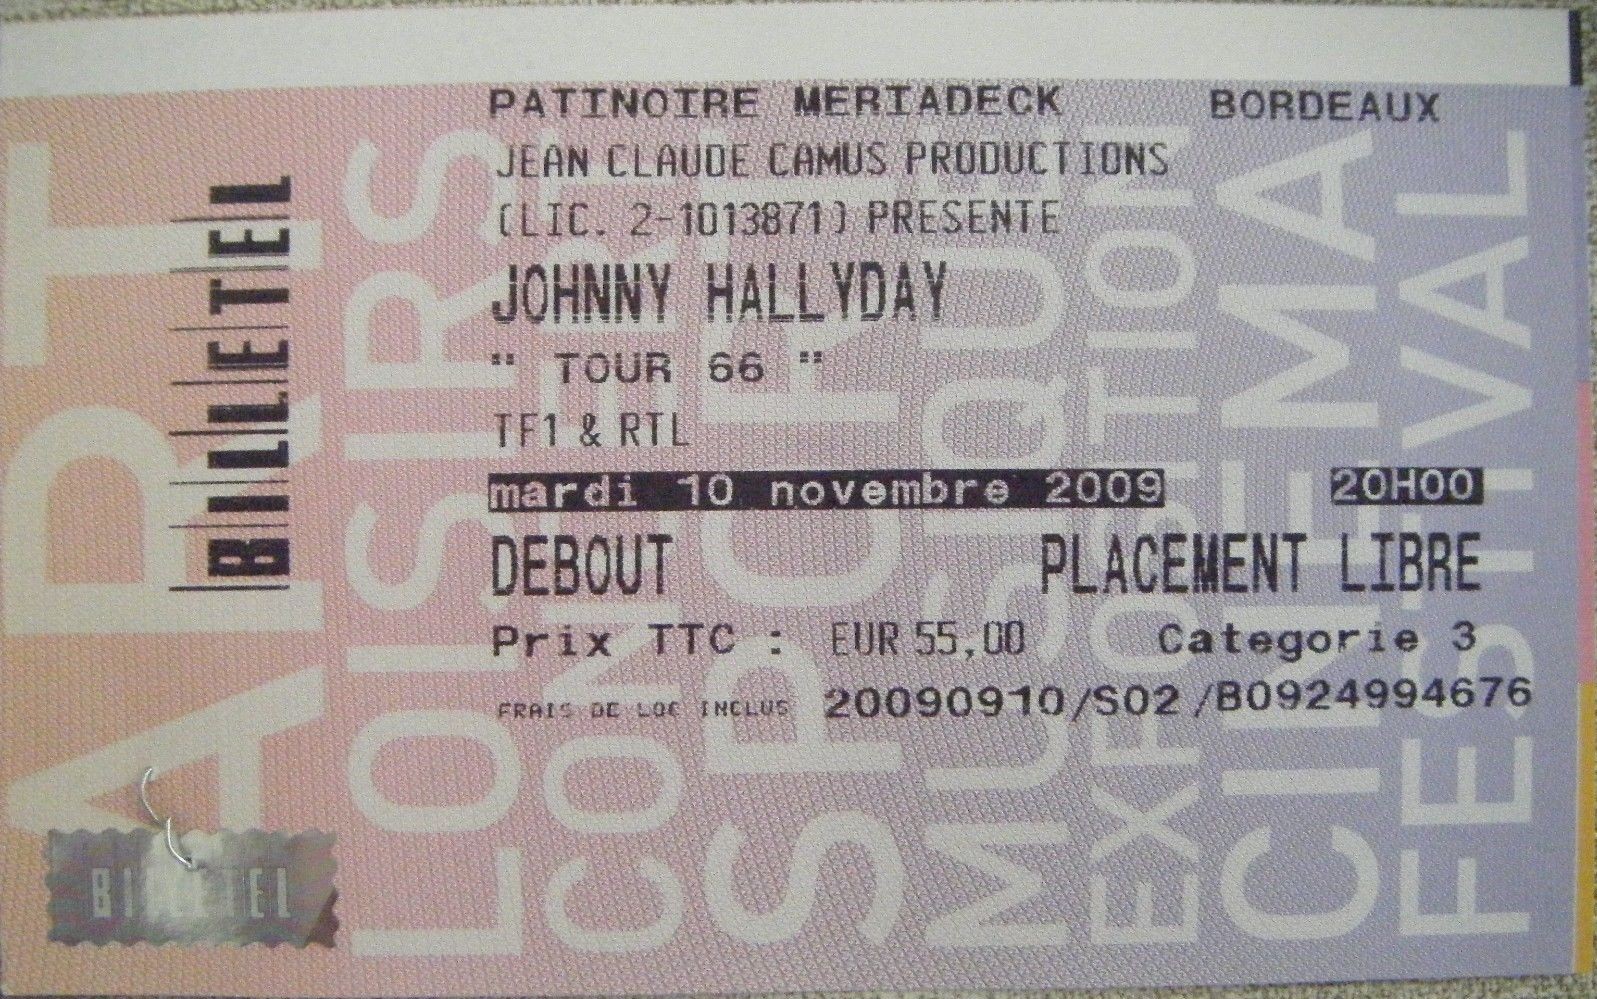 PATINOIRE MERIADECK BORDEAUX
JEAN CLAUDE CAMUS PRODUCTIONS
(LIC. 2-1013871) PRESENTE
JOHNNY HALLYDAY
" TOUR 66 "
TF1 & RTL
mardi 10 novembre 2009 20H00
DEBOUT PLACEMENT LIBRE
Prix TTC : EUR 55,00 Categorie 3
FRAIS DE LOC INCLUS 20090910/S02 /B0924994676
BILLETEL
BILLETEL
ART
LOISIRS
CONCERT
SPORT
MUSIQUE
EXPOSITION
CINEMA
FESTIVAL